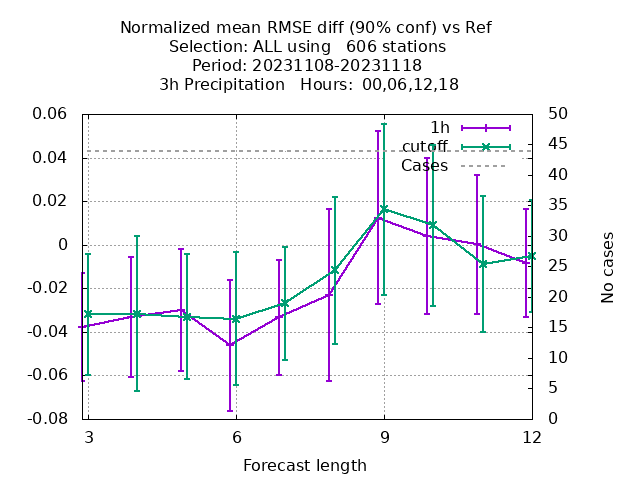 Normalized mean RMSE diff (90% conf) vs Ref
Selection: ALL using   606 stations
Period: 20231108-20231118
3h Precipitation   Hours:  00,06,12,18
0.06
0.04
0.02
0
-0.02
-0.04
-0.06
-0.08
1h
cutoff
Cases
50
45
40
35
30
25
20
15
10
5
0
No cases
3
6
9
12
Forecast length